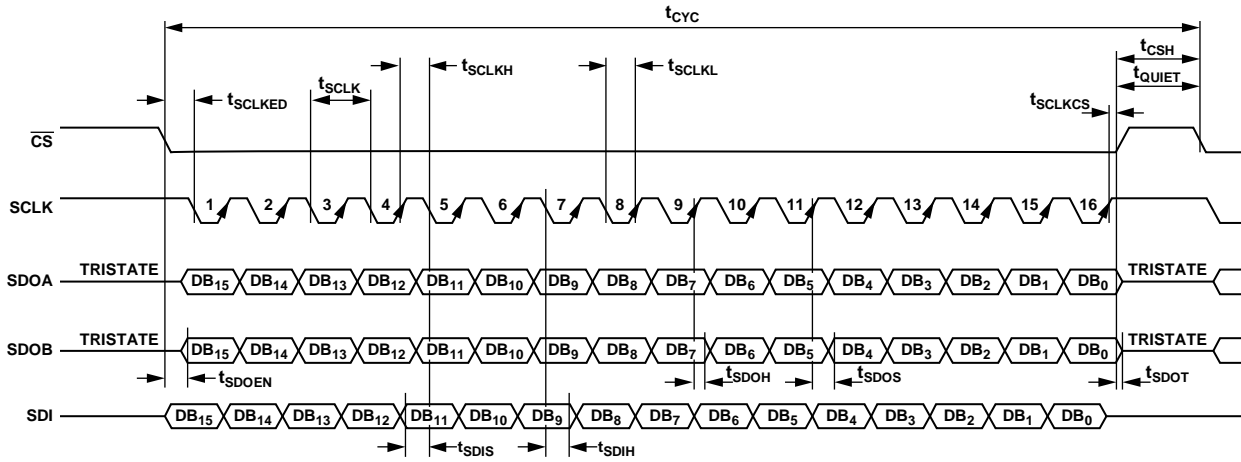 tCYC
tCSH
tSCLKH tSCLKL
tSCLK tQUIET
tSCLKED tSCLKCS
CS
SCLK 1 2 3 4 5 6 7 8 9 10 11 12 13 14 15 16
TRISTATE TRISTATE
SDOA DB15 DB14 DB13 DB12 DB11 DB10 DB9 DB8 DB7 DB6 DB5 DB4 DB3 DB2 DB1 DB0
TRISTATE TRISTATE
SDOB DB15 DB14 DB13 DB12 DB11 DB10 DB9 DB8 DB7 DB6 DB5 DB4 DB3 DB2 DB1 DB0
tSDOEN tSDOH tSDOS tSDOT
SDI DB15 DB14 DB13 DB12 DB11 DB10 DB9 DB8 DB7 DB6 DB5 DB4 DB3 DB2 DB1 DB0
tSDIS tSDIH